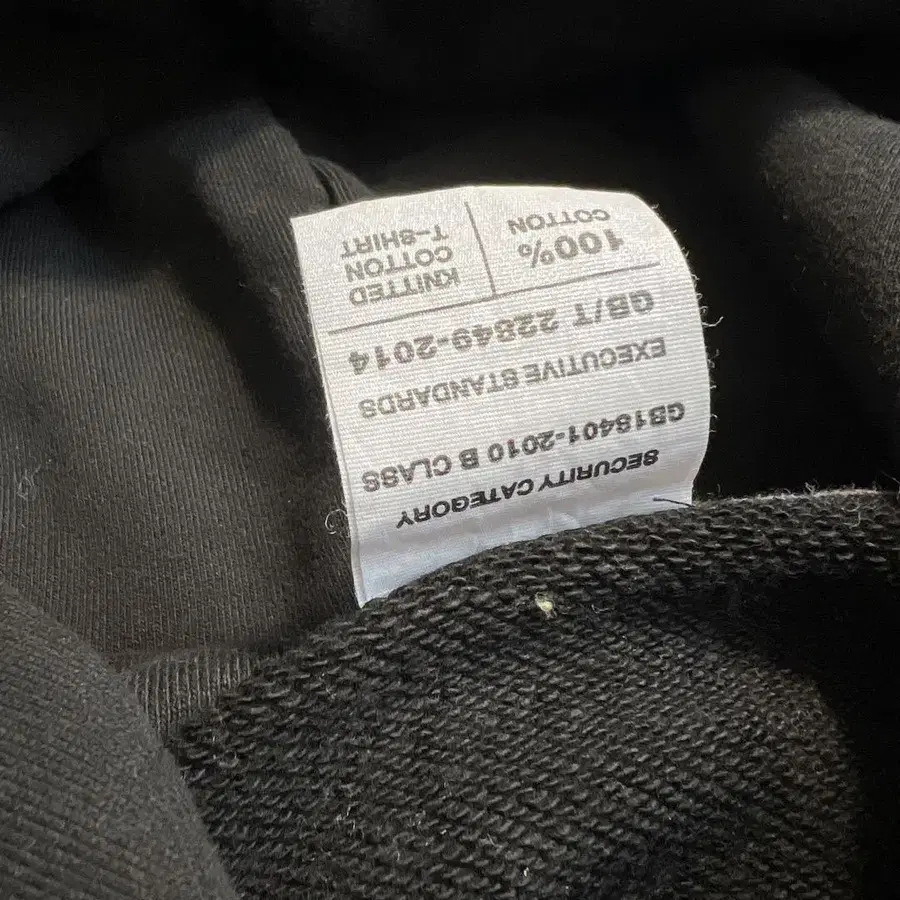 SECURITY CATEGORY
GB18401-2010 B CLASS
EXECUTIVE STANDARDS
GB/T 22849-2014
100%
COTTON
KNITTED
COTTON
T-SHIRT